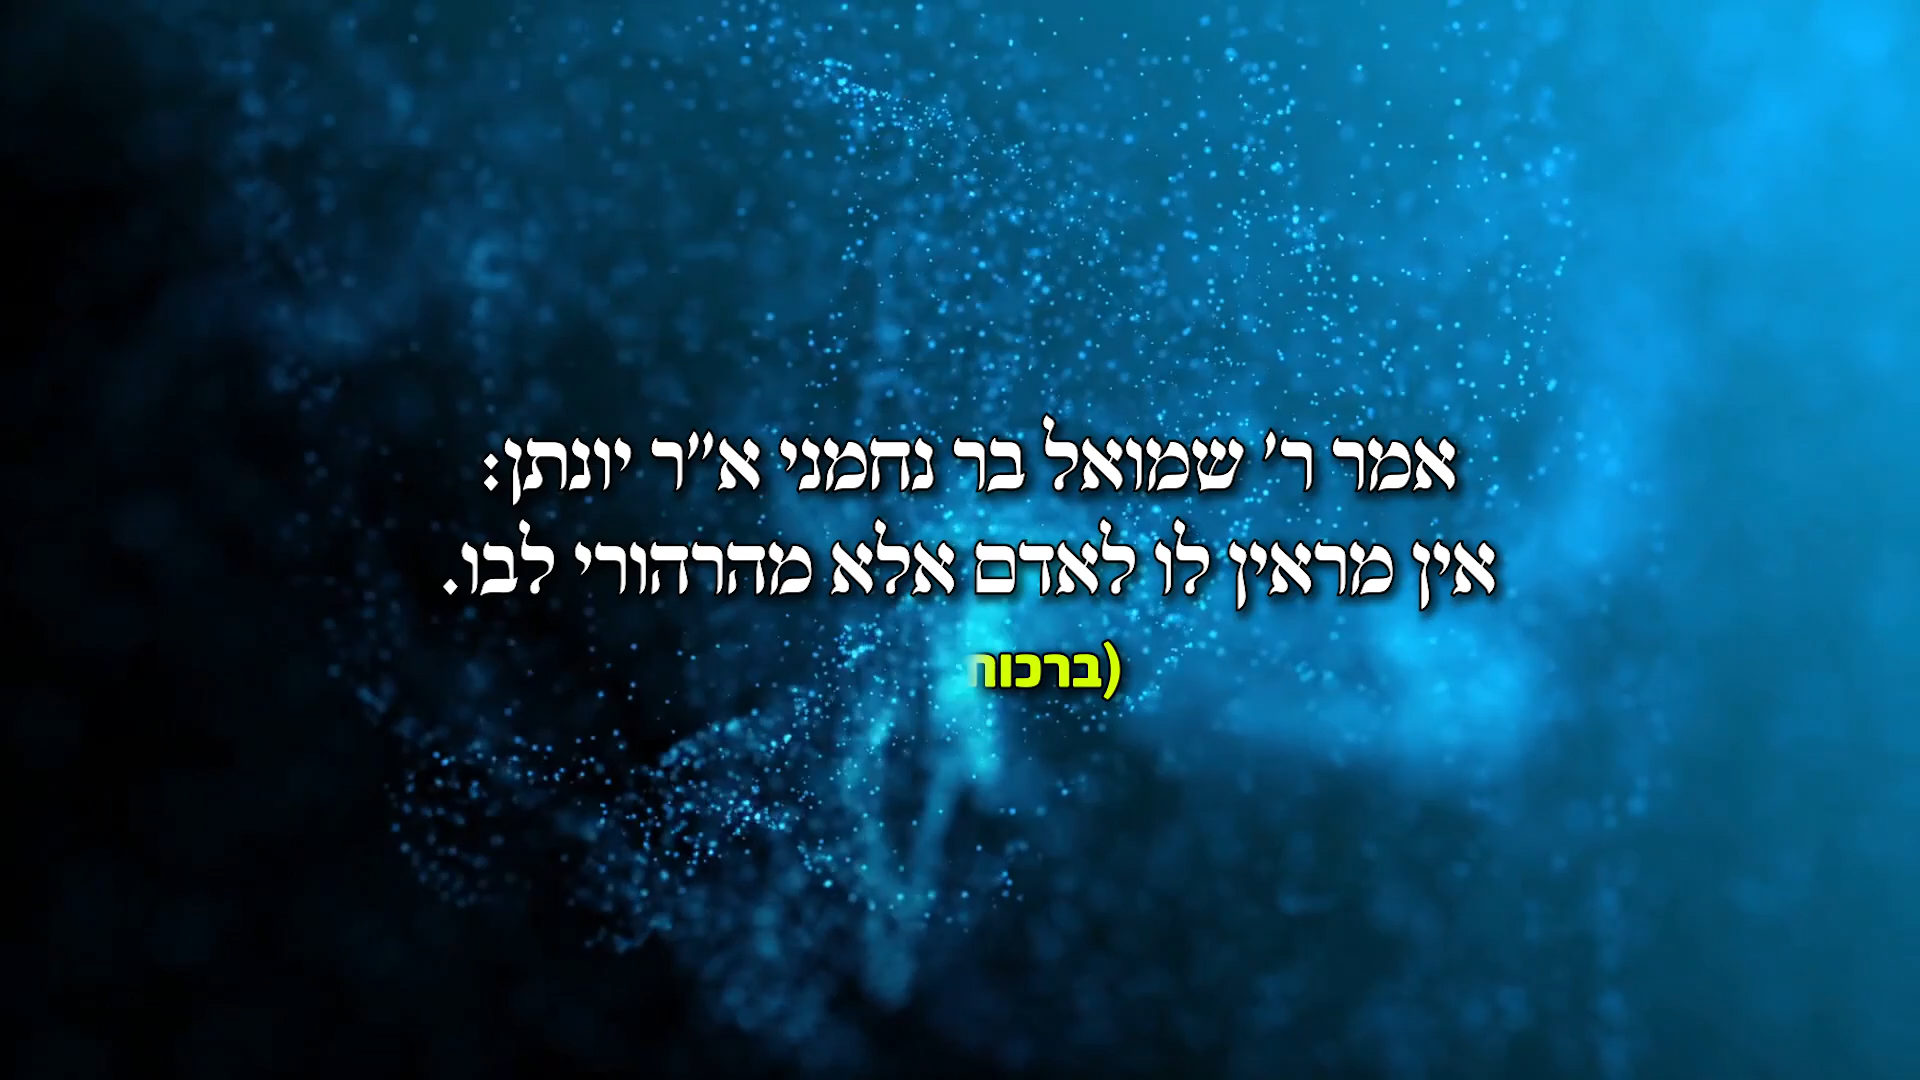 אמר ר' שמואל בר נחמני א"ר יונתן:
אין מראין לו לאדם אלא מהרהורי לבו.
(ברכות